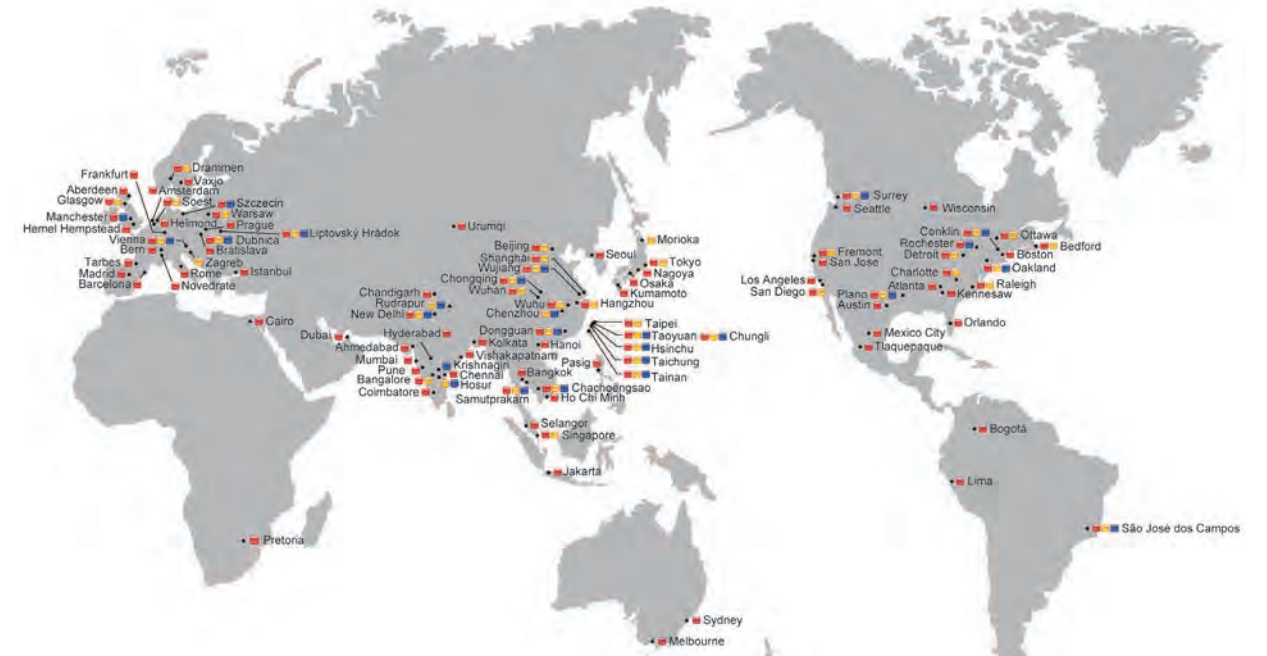 Drammen
Frankfurt
Vaxjo
Aberdeen
Amsterdam
Glasgow
Soest
Szczecin
Manchester
Warsaw
Helmond
Prague
Hemel Hempstead
Liptovský Hrádok
Vienna
Dubnica
Bern
Bratislava
Tarbes
Zagreb
Madrid
Rome
Istanbul
Barcelona
Novedrate
Cairo
Dubai
Pretoria
Urumqi
Beijing
Shanghai
Wujiang
Chongqing
Wuhan
Seoul
Morioka
Tokyo
Nagoya
Osaka
Kumamoto
Chandigarh
Rudrapur
New Delhi
Wuhu
Hangzhou
Chenzhou
Hyderabad
Dongguan
Taipei
Ahmedabad
Kolkata
Hanoi
Taoyuan
Chungli
Mumbai
Vishakapatnam
Hsinchu
Pune
Krishnagiri
Pasig
Taichung
Bangalore
Chennai
Bangkok
Tainan
Hosur
Coimbatore
Samutprakarn
Chachoengsao
Ho Chi Minh
Selangor
Singapore
Jakarta
Sydney
Melbourne
Surrey
Seattle
Wisconsin
Conklin
Ottawa
Rochester
Bedford
Fremont
Detroit
Boston
San Jose
Charlotte
Oakland
Los Angeles
Atlanta
Raleigh
San Diego
Plano
Kennesaw
Austin
Orlando
Mexico City
Tlaquepaque
Bogotá
Lima
São José dos Campos